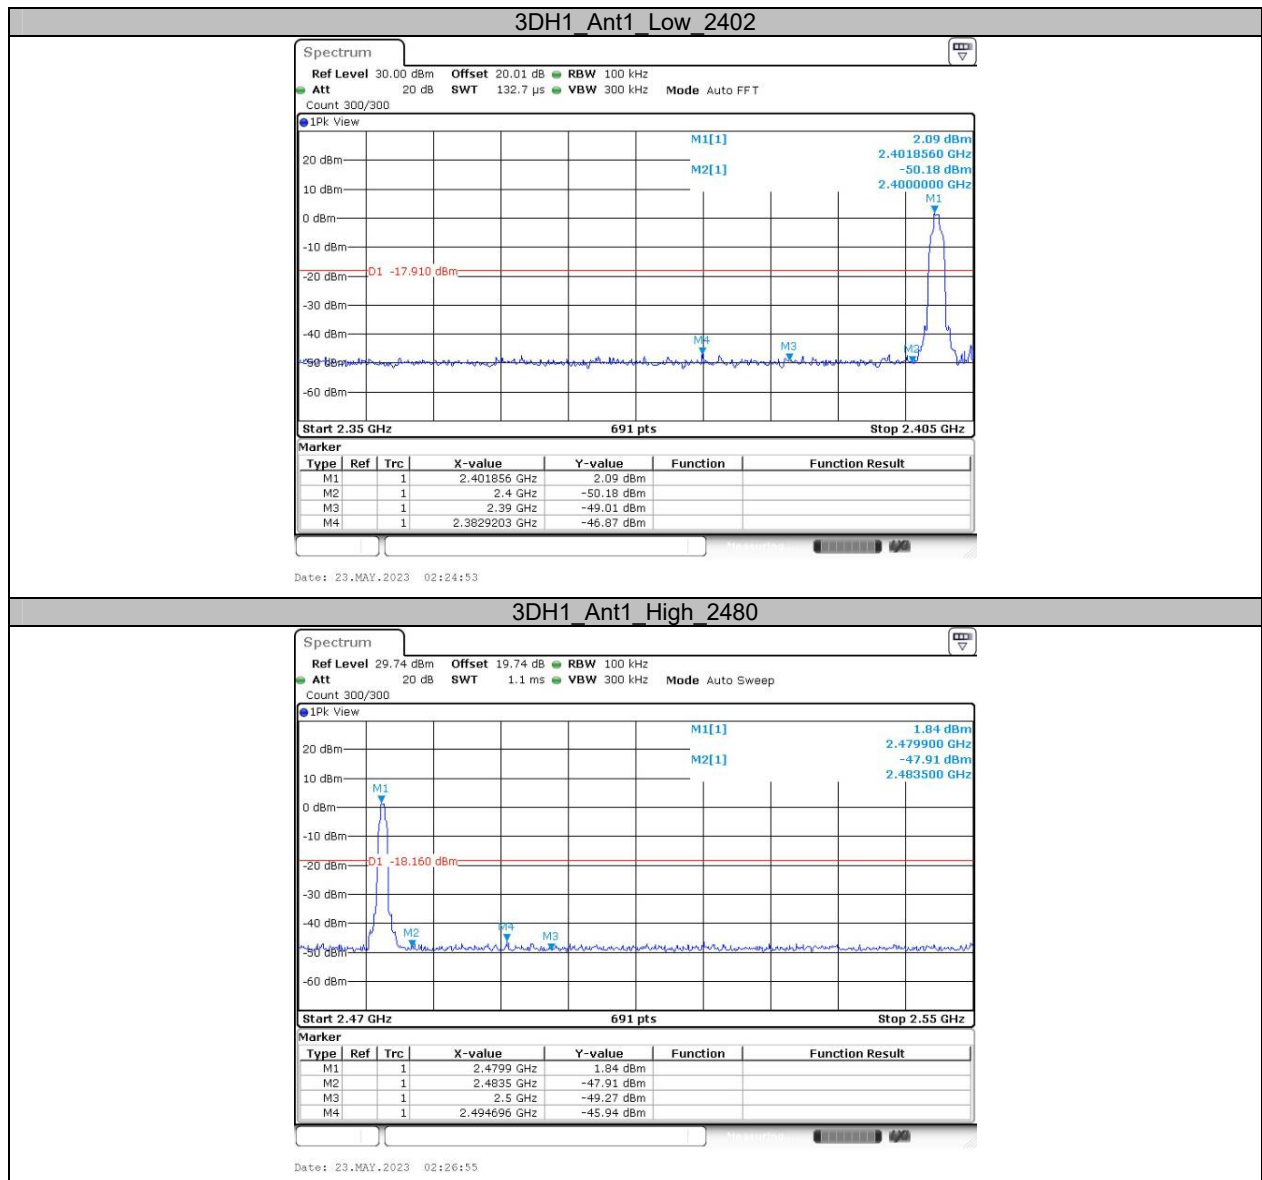 3DH1_Ant1_Low_2402
Spectrum
Ref Level 30.00 dBm Offset 20.01 dB RBW 100 kHz
Att 20 dB SWT 132.7 µs VBW 300 kHz Mode Auto FFT
Count 300/300
1Pk View
M1[1] 2.09 dBm
2.4018560 GHz
M2[1] -50.18 dBm
2.4000000 GHz
M1
20 dBm
10 dBm
0 dBm
-10 dBm
D1 -17.910 dBm
-20 dBm
-30 dBm
-40 dBm
M4 M3 M2
-50 dBm
-60 dBm
Start 2.35 GHz 691 pts Stop 2.405 GHz
Marker
Type Ref Trc X-value Y-value Function Function Result
M1 1 2.401856 GHz 2.09 dBm
M2 1 2.4 GHz -50.18 dBm
M3 1 2.39 GHz -49.01 dBm
M4 1 2.3829203 GHz -46.87 dBm
Measuring...
Date: 23.MAY.2023 02:24:53
3DH1_Ant1_High_2480
Spectrum
Ref Level 29.74 dBm Offset 19.74 dB RBW 100 kHz
Att 20 dB SWT 1.1 ms VBW 300 kHz Mode Auto Sweep
Count 300/300
1Pk View
M1[1] 1.84 dBm
2.479900 GHz
M2[1] -47.91 dBm
2.483500 GHz
20 dBm
10 dBm
M1
0 dBm
-10 dBm
D1 -18.160 dBm
-20 dBm
-30 dBm
-40 dBm
M2 M4 M3
-50 dBm
-60 dBm
Start 2.47 GHz 691 pts Stop 2.55 GHz
Marker
Type Ref Trc X-value Y-value Function Function Result
M1 1 2.4799 GHz 1.84 dBm
M2 1 2.4835 GHz -47.91 dBm
M3 1 2.5 GHz -49.27 dBm
M4 1 2.494696 GHz -45.94 dBm
Measuring...
Date: 23.MAY.2023 02:26:55